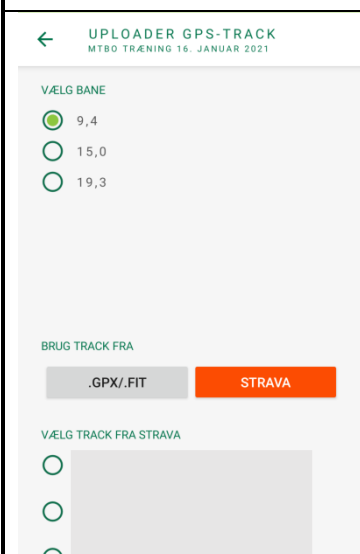 UPLOADER GPS-TRACK
MTBO TRÆNING 16. JANUAR 2021
VÆLG BANE
9,4
15,0
19,3
BRUG TRACK FRA
.GPX/.FIT
STRAVA
VÆLG TRACK FRA STRAVA